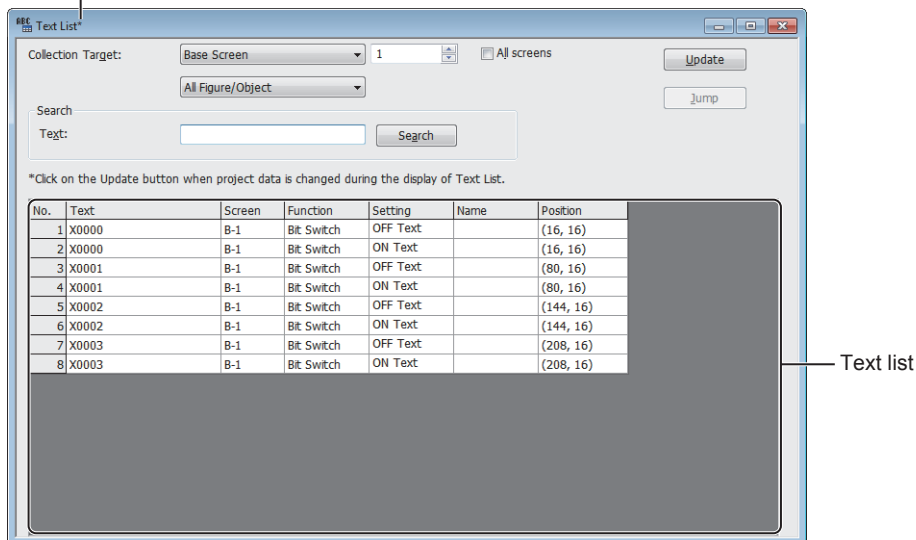 ABC Text List*
Collection Target: Base Screen 1 All screens Update
All Figure/Object Jump
Search
Text: Search
*Click on the Update button when project data is changed during the display of Text List.
No. Text Screen Function Setting Name Position
1 X0000 B-1 Bit Switch OFF Text (16, 16)
2 X0000 B-1 Bit Switch ON Text (16, 16)
3 X0001 B-1 Bit Switch OFF Text (80, 16)
4 X0001 B-1 Bit Switch ON Text (80, 16)
5 X0002 B-1 Bit Switch OFF Text (144, 16)
6 X0002 B-1 Bit Switch ON Text (144, 16)
7 X0003 B-1 Bit Switch OFF Text (208, 16)
8 X0003 B-1 Bit Switch ON Text (208, 16)
Text list